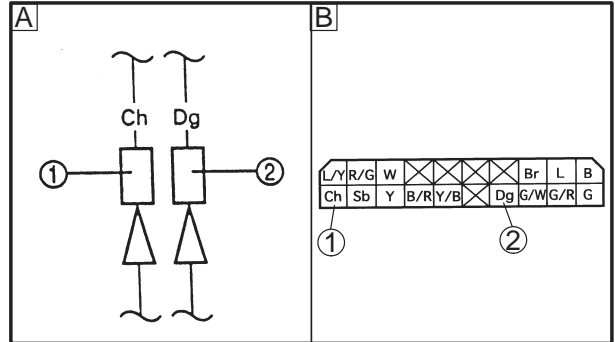 A
Ch Dg
① ②
B
L/Y R/G W Br L B
Ch Sb Y B/R Y/B Dg G/W G/R G
① ②